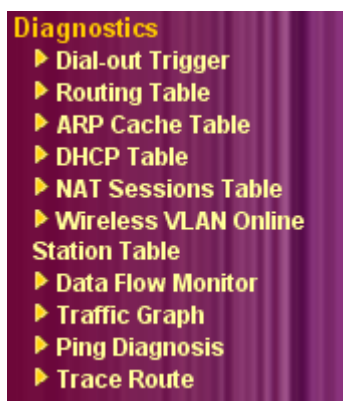 Diagnostics
Dial-out Trigger
Routing Table
ARP Cache Table
DHCP Table
NAT Sessions Table
Wireless VLAN Online
Station Table
Data Flow Monitor
Traffic Graph
Ping Diagnosis
Trace Route